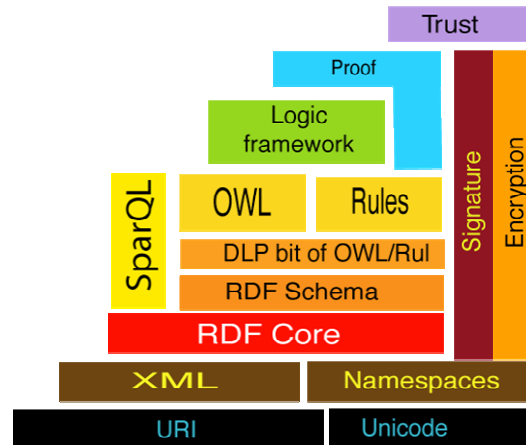 Trust
Proof
Logic
framework
SparQL
OWL
Rules
Signature
Encryption
DLP bit of OWL/Rul
RDF Schema
RDF Core
XML
Namespaces
URI
Unicode